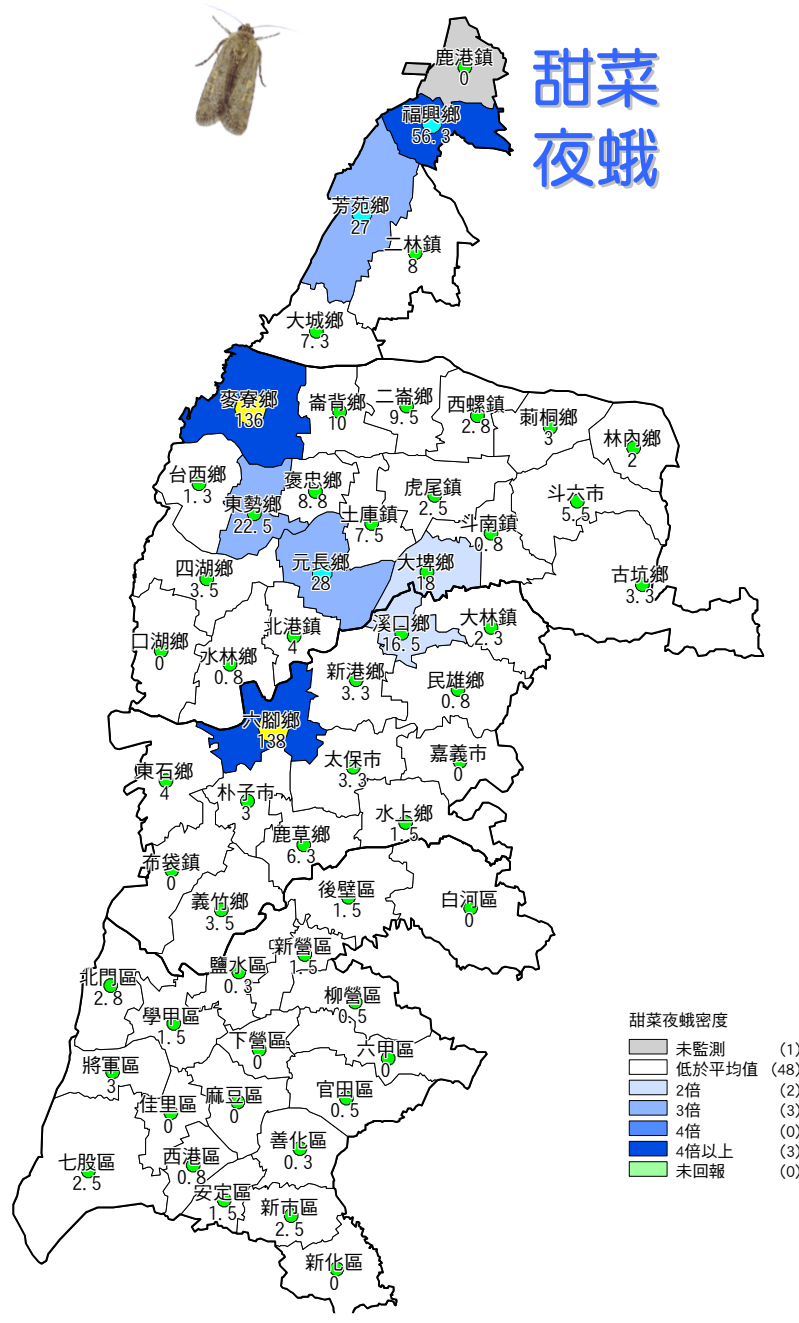 甜菜
夜蛾
鹿港鎮
0
福興鄉
56.3
芳苑鄉
27
二林鎮
8
大城鄉
7.3
麥寮鄉
136
崙背鄉
10
二崙鄉
9.5
西螺鎮
2.8
莿桐鄉
3
林內鄉
2
台西鄉
1.3
東勢鄉
22.5
褒忠鄉
8.8
土庫鎮
7.5
虎尾鎮
2.5
斗南鎮
0.8
斗六市
5.5
古坑鄉
3.3
四湖鄉
3.5
元長鄉
28
大埤鄉
18
口湖鄉
0
水林鄉
0.8
北港鎮
4
溪口鄉
16.5
大林鎮
2.3
新港鄉
3.3
民雄鄉
0.8
六腳鄉
138
東石鄉
4
朴子市
3
太保市
3.3
嘉義市
0
鹿草鄉
6.3
水上鄉
1.5
布袋鎮
0
義竹鄉
3.5
後壁區
1.5
白河區
0
北門區
2.8
鹽水區
0.3
新營區
1.5
柳營區
0.5
學甲區
1.5
下營區
0
六甲區
0
將軍區
3
佳里區
0
麻豆區
0
官田區
0.5
七股區
2.5
西港區
0.8
善化區
0.3
安定區
1.5
新市區
2.5
新化區
0
甜菜夜蛾密度
未監測 (1)
低於平均值 (48)
2倍 (2)
3倍 (3)
4倍 (0)
4倍以上 (3)
未回報 (0)